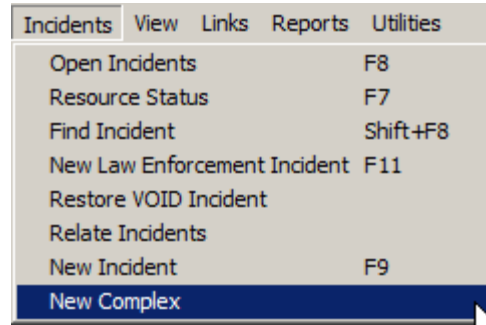 Incidents View Links Reports Utilities
Open Incidents F8
Resource Status F7
Find Incident Shift+F8
New Law Enforcement Incident F11
Restore VOID Incident
Relate Incidents
New Incident F9
New Complex